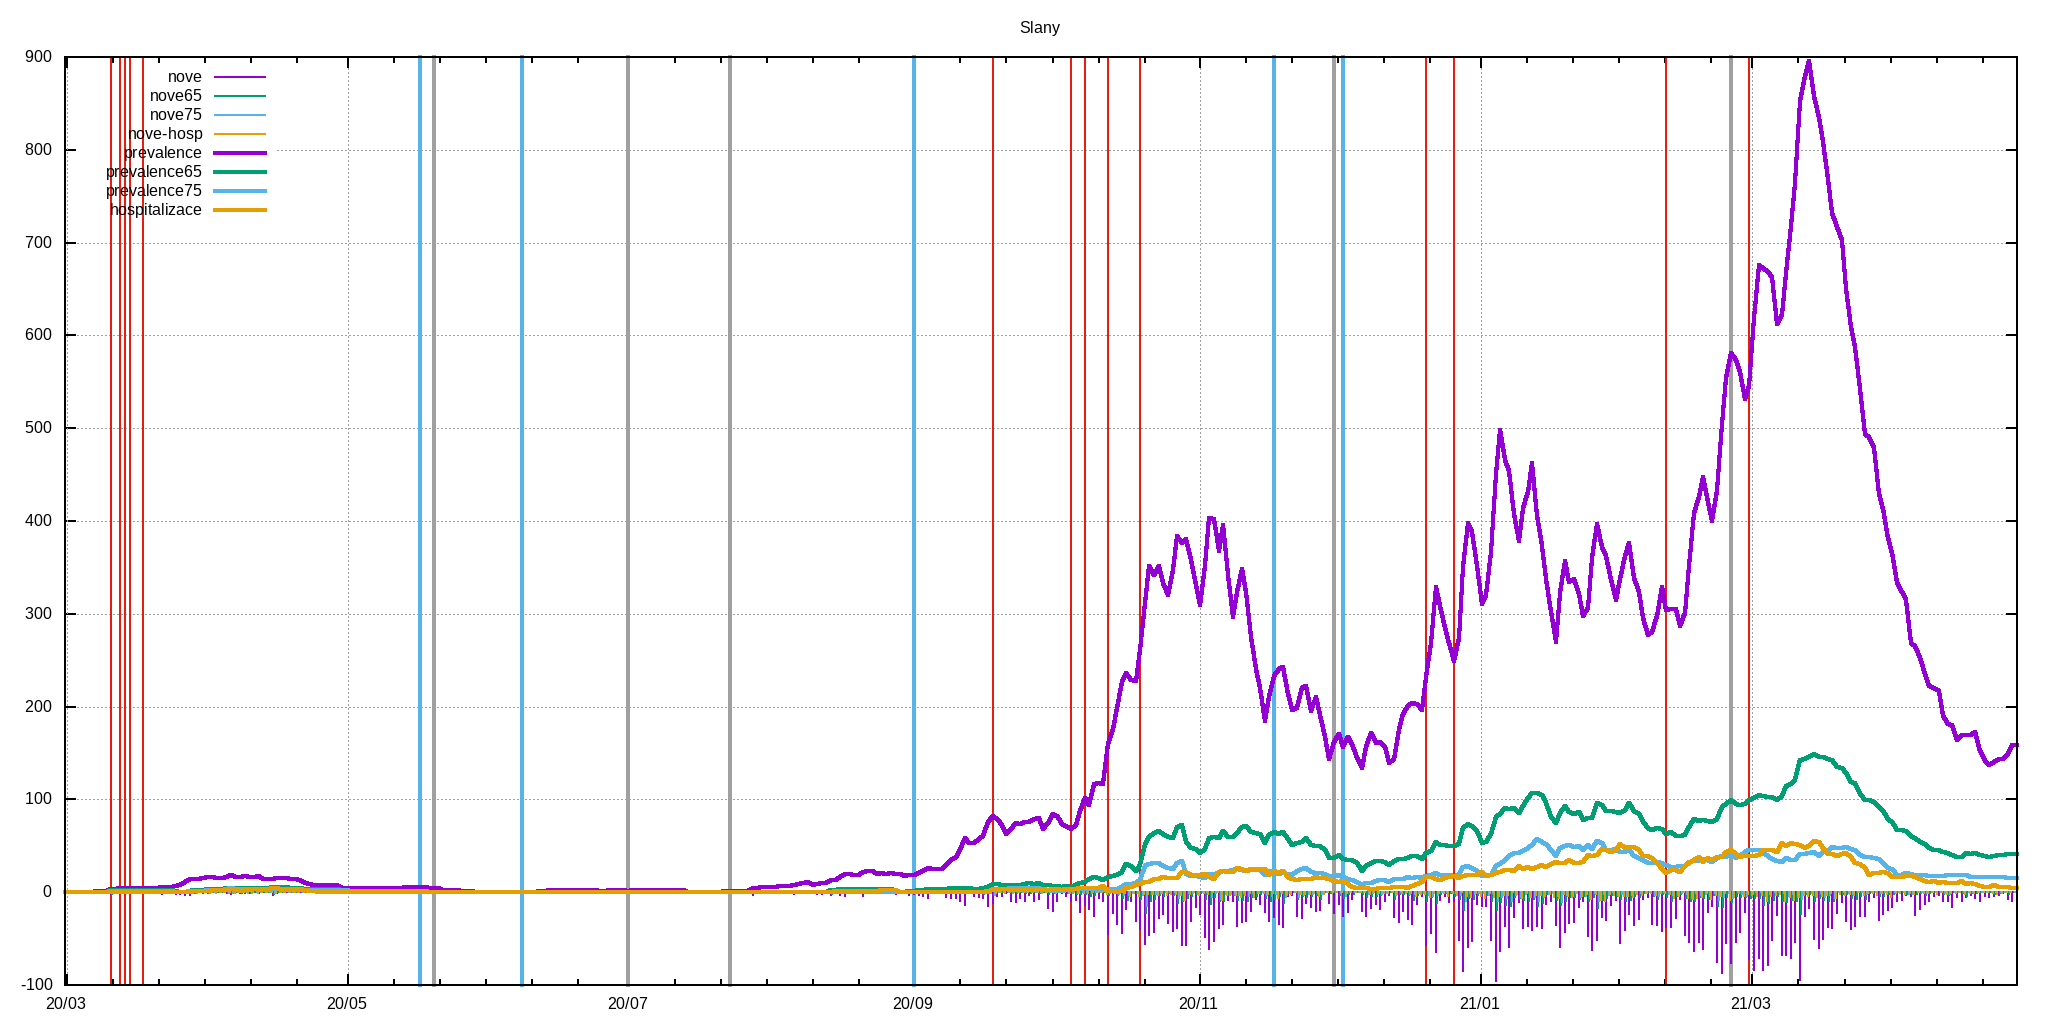 Slany
900
800
700
600
500
400
300
200
100
0
-100
nove
nove65
nove75
nove-hosp
prevalence
prevalence65
prevalence75
hospitalizace
20/03 20/05 20/07 20/09 20/11 21/01 21/03